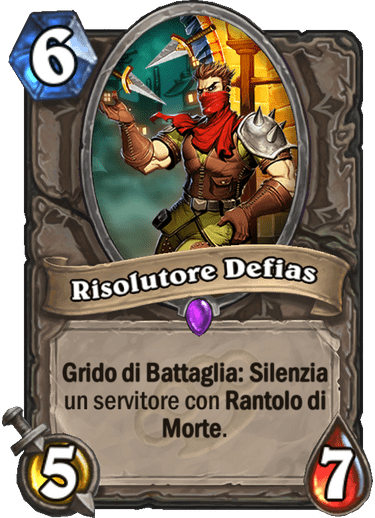 6
Risolutore Defias
Grido di Battaglia: Silenzia
un servitore con Rantolo di
Morte.
5
7